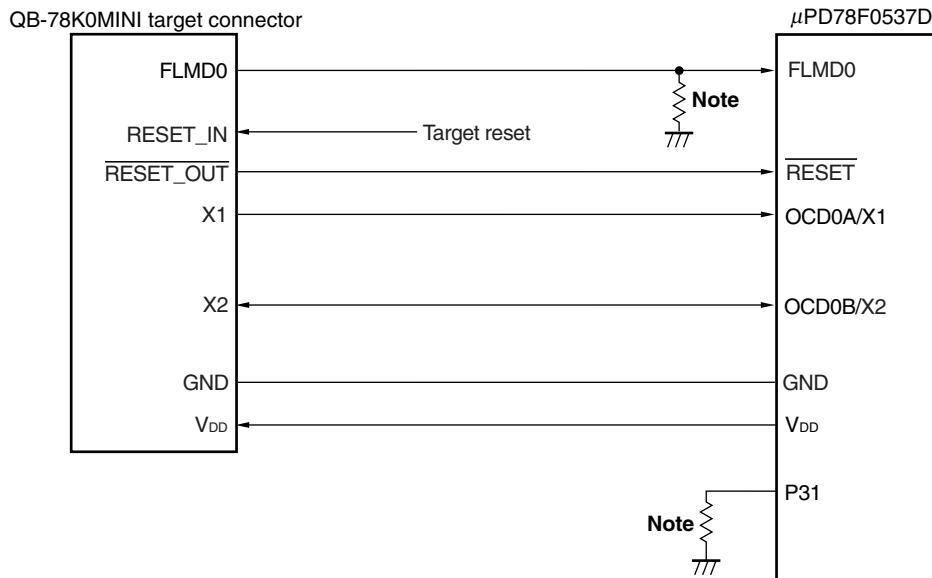 QB-78K0MINI target connector
μPD78F0537D
FLMD0
FLMD0
Note
RESET_IN
Target reset
RESET_OUT
RESET
X1
OCD0A/X1
X2
OCD0B/X2
GND
GND
VDD
VDD
P31
Note